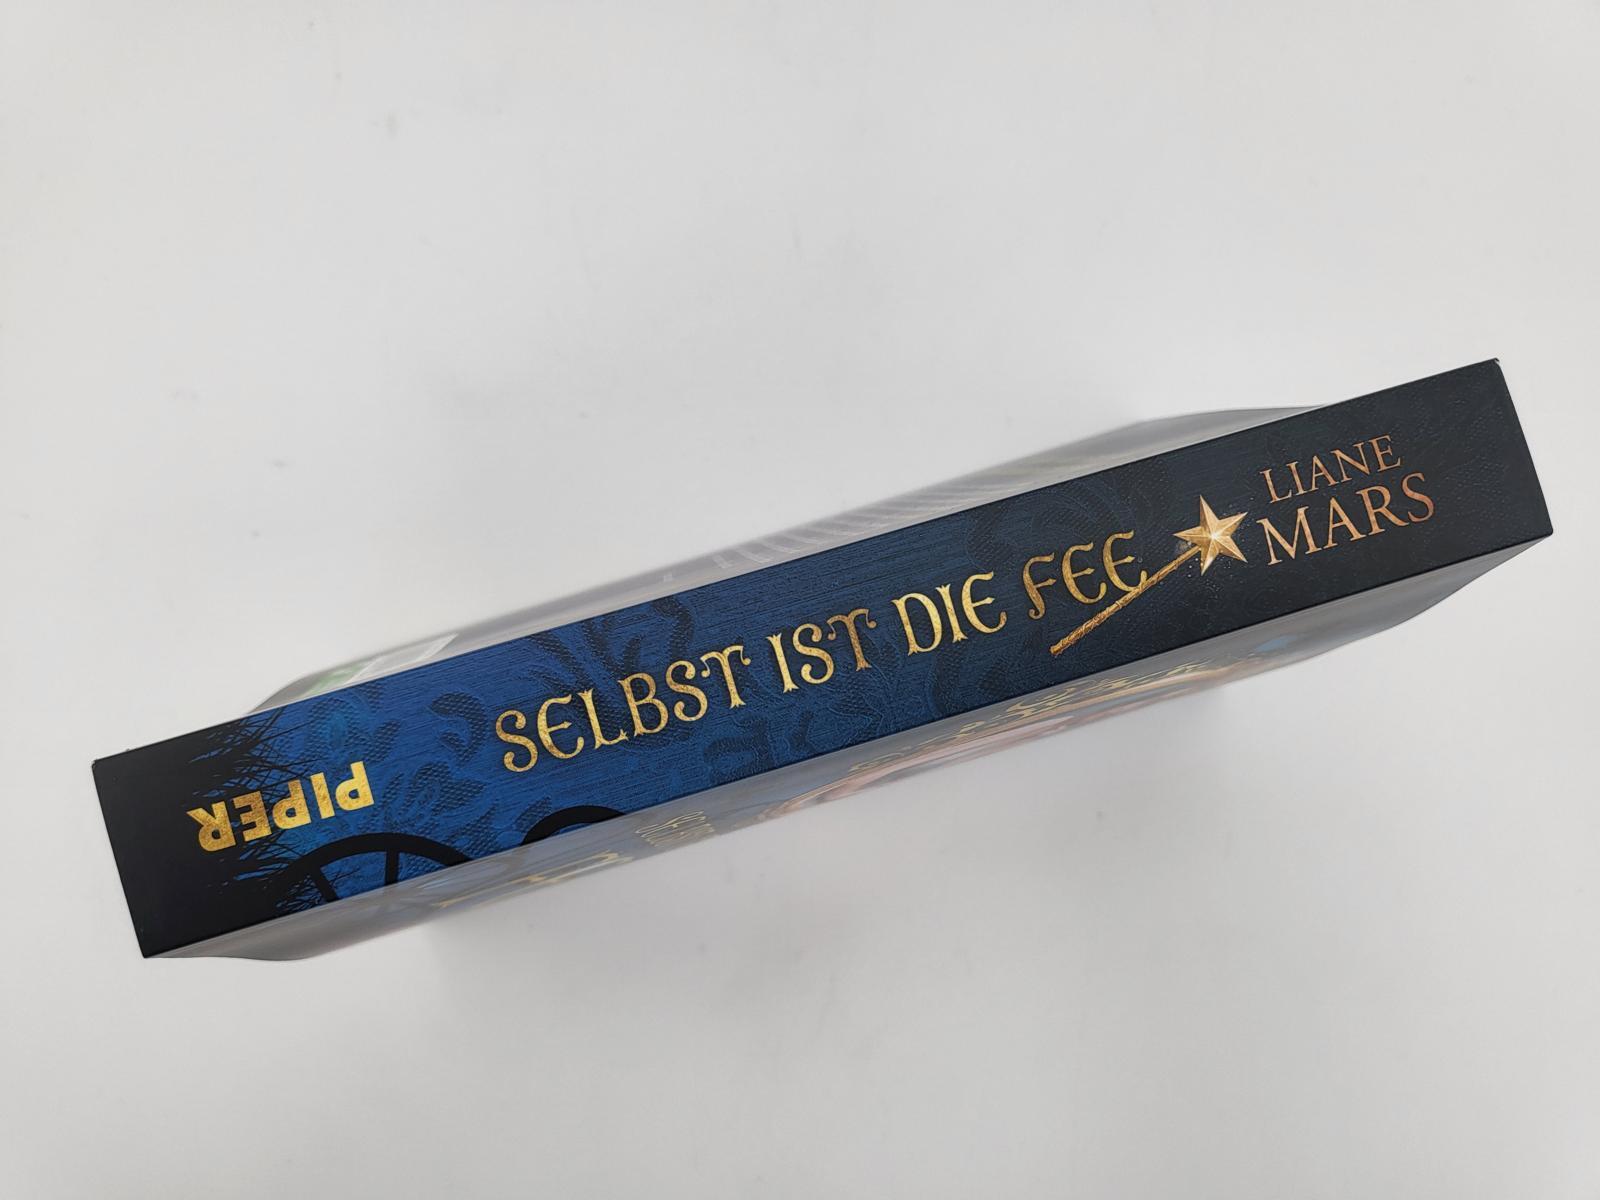 SELBST IST DIE FEE
LIANE
MARS
PIPER